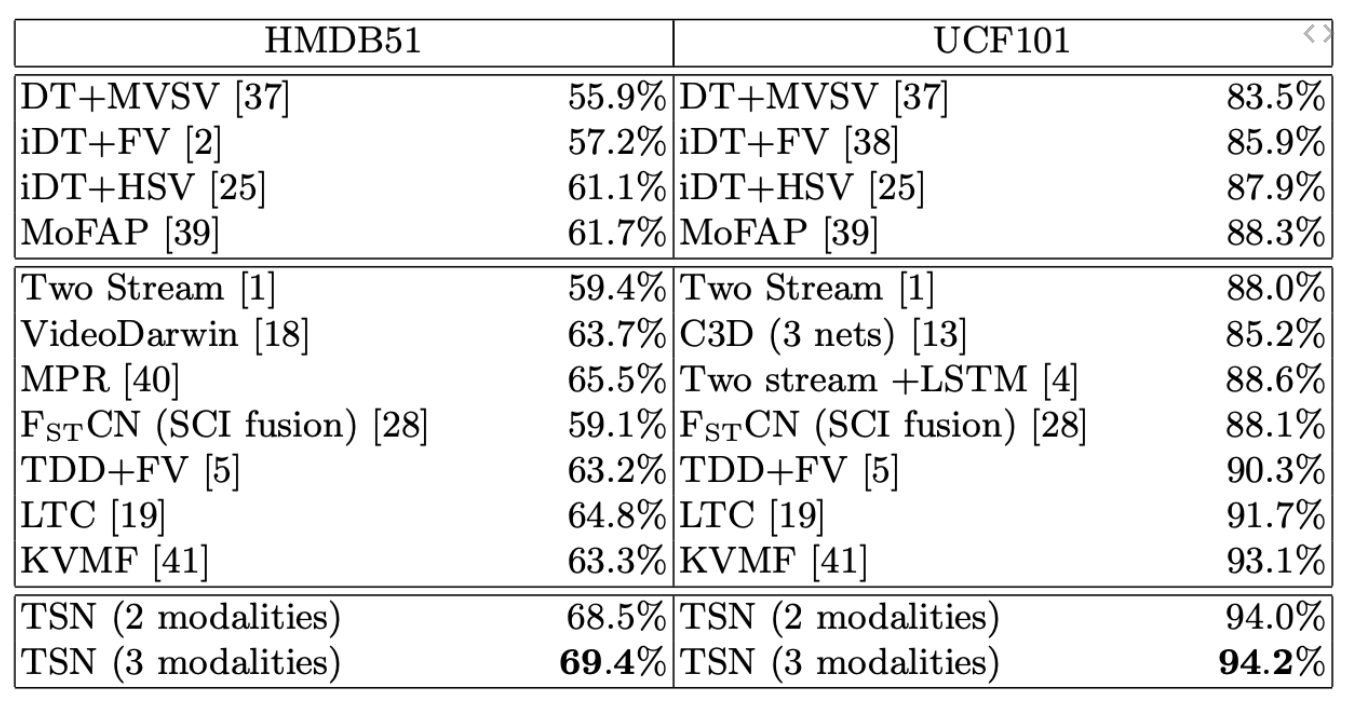 HMDB51 UCF101
DT+MVSV [37] 55.9% DT+MVSV [37] 83.5%
iDT+FV [2] 57.2% iDT+FV [38] 85.9%
iDT+HSV [25] 61.1% iDT+HSV [25] 87.9%
MoFAP [39] 61.7% MoFAP [39] 88.3%
Two Stream [1] 59.4% Two Stream [1] 88.0%
VideoDarwin [18] 63.7% C3D (3 nets) [13] 85.2%
MPR [40] 65.5% Two stream +LSTM [4] 88.6%
FSTCN (SCI fusion) [28] 59.1% FSTCN (SCI fusion) [28] 88.1%
TDD+FV [5] 63.2% TDD+FV [5] 90.3%
LTC [19] 64.8% LTC [19] 91.7%
KVMF [41] 63.3% KVMF [41] 93.1%
TSN (2 modalities) 68.5% TSN (2 modalities) 94.0%
TSN (3 modalities) 69.4% TSN (3 modalities) 94.2%